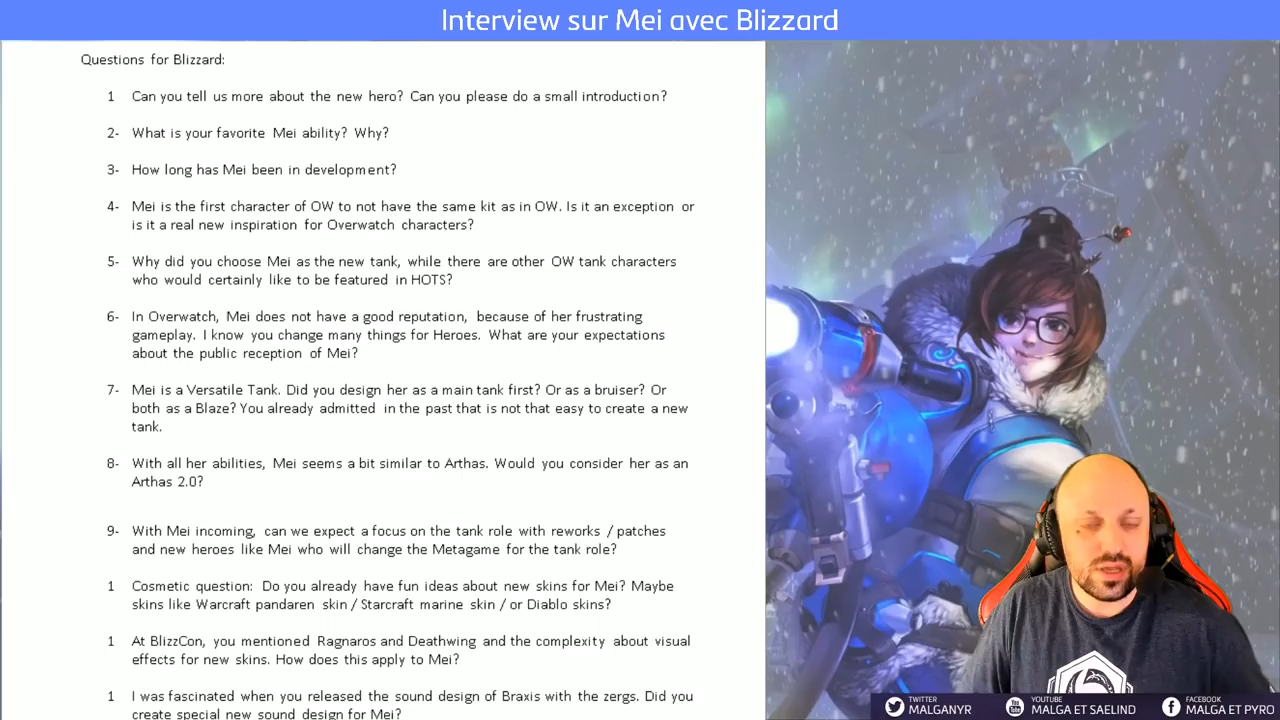 Interview sur Mei avec Blizzard
Questions for Blizzard:
1 Can you tell us more about the new hero? Can you please do a small introduction?
2- What is your favorite Mei ability? Why?
3- How long has Mei been in development?
4- Mei is the first character of OW to not have the same kit as in OW. Is it an exception or
is it a real new inspiration for Overwatch characters?
5- Why did you choose Mei as the new tank, while there are other OW tank characters
who would certainly like to be featured in HOTS?
6- In Overwatch, Mei does not have a good reputation, because of her frustrating
gameplay. I know you change many things for Heroes. What are your expectations
about the public reception of Mei?
7- Mei is a Versatile Tank. Did you design her as a main tank first? Or as a bruiser? Or
both as a Blaze? You already admitted in the past that is not that easy to create a new
tank.
8- With all her abilities, Mei seems a bit similar to Arthas. Would you consider her as an
Arthas 2.0?
9- With Mei incoming, can we expect a focus on the tank role with reworks / patches
and new heroes like Mei who will change the Metagame for the tank role?
1 Cosmetic question: Do you already have fun ideas about new skins for Mei? Maybe
skins like Warcraft pandaren skin / Starcraft marine skin / or Diablo skins?
1 At BlizzCon, you mentioned Ragnaros and Deathwing and the complexity about visual
effects for new skins. How does this apply to Mei?
1 I was fascinated when you released the sound design of Braxis with the zergs. Did you
create special new sound design for Mei?
TWITTER
MALGANYR
YOUTUBE
MALGA ET SAELIND
FACEBOOK
MALGA ET PYRO